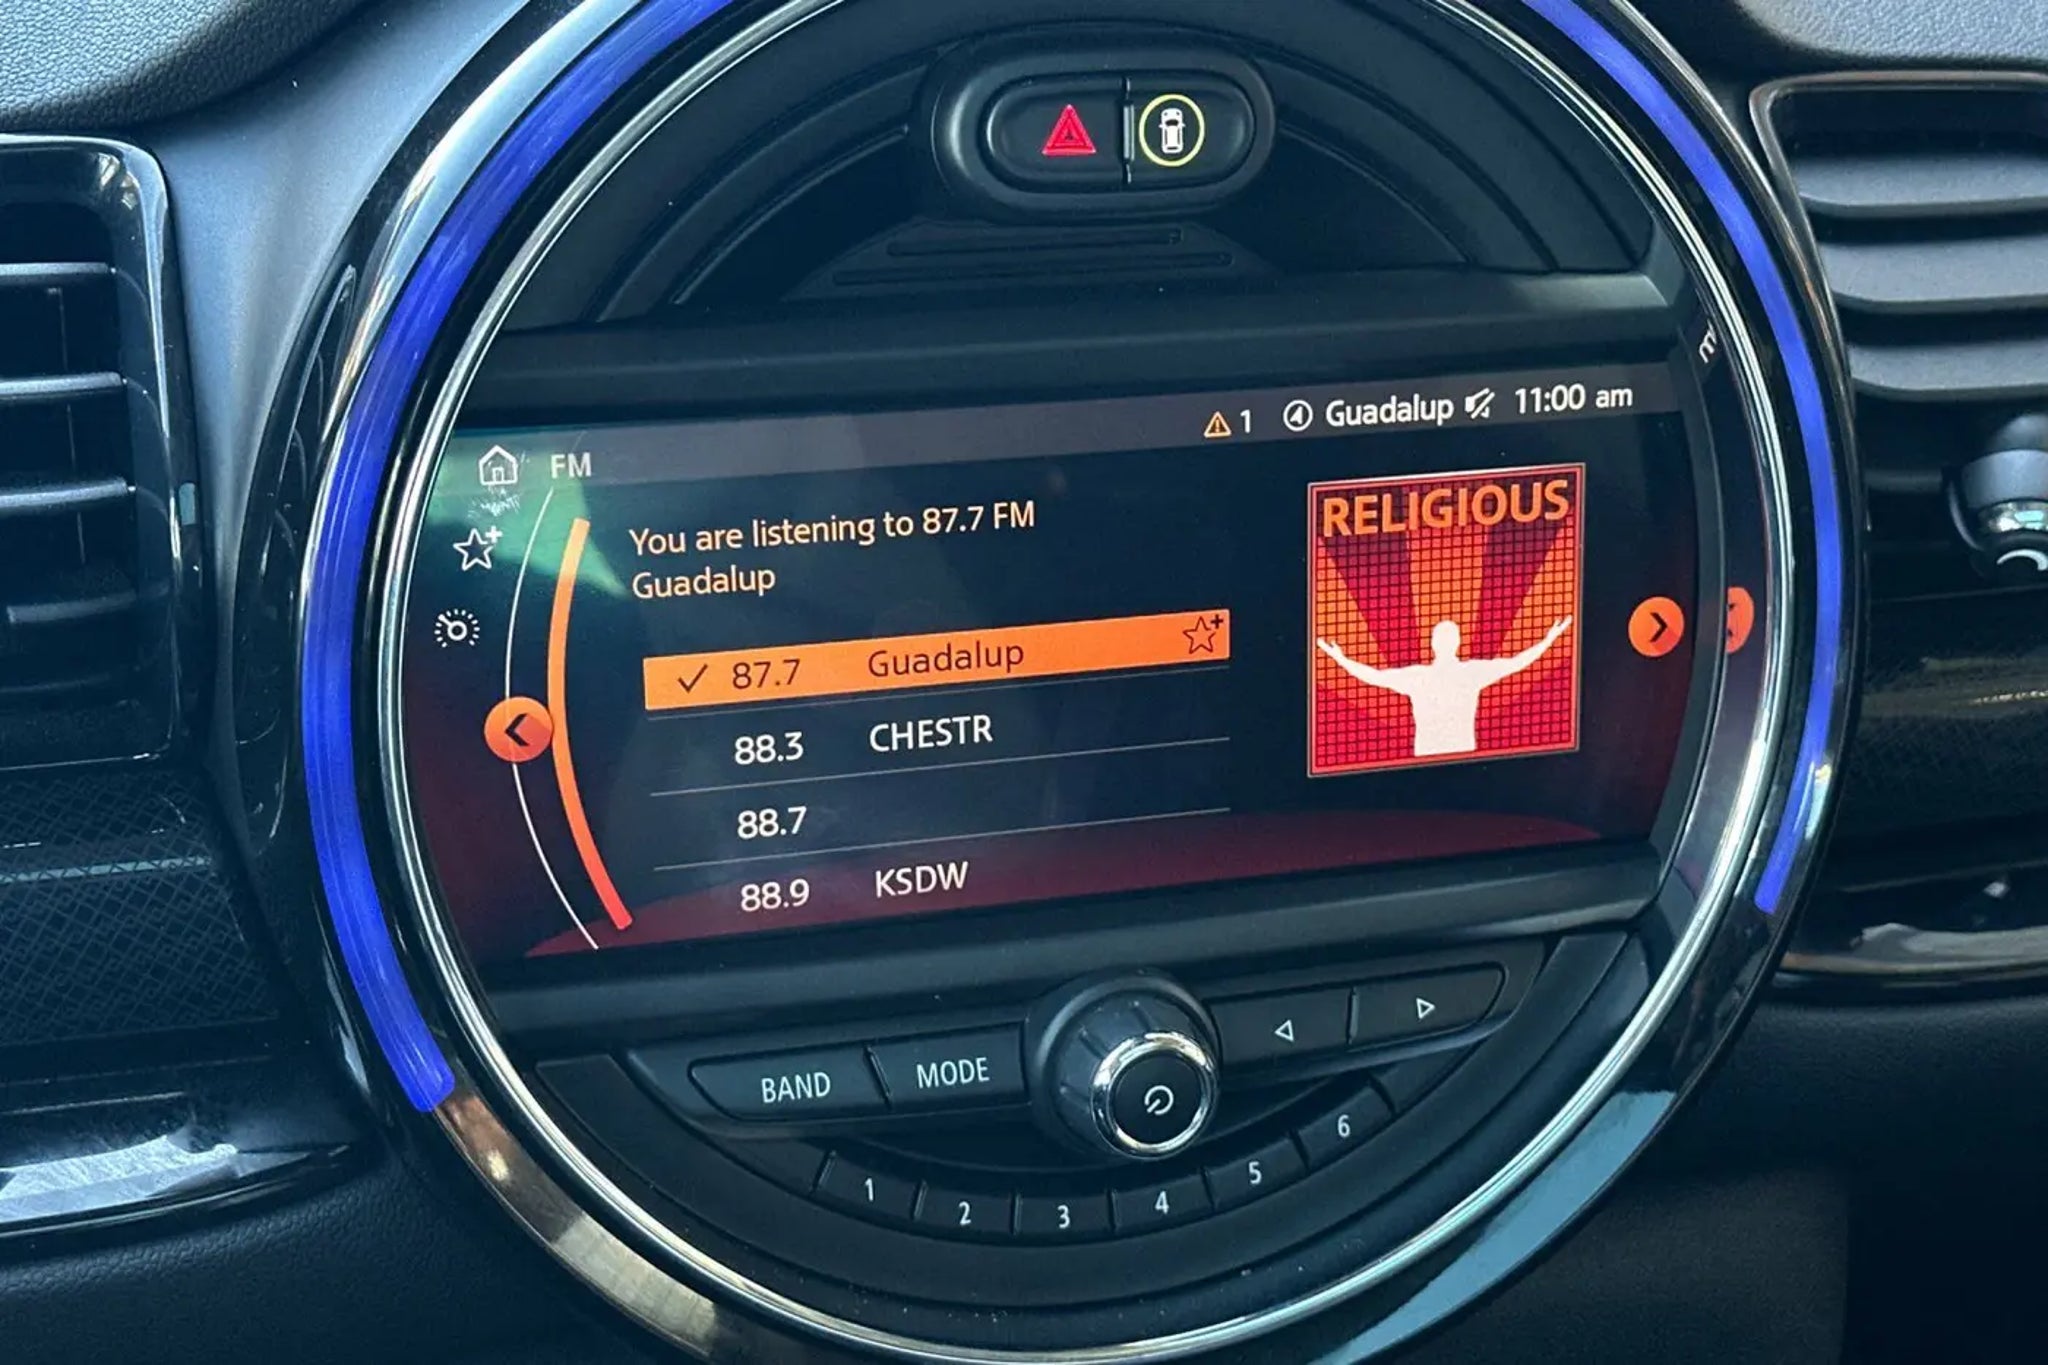 1 Guadalup 11:00 am
FM
You are listening to 87.7 FM
Guadalup
87.7 Guadalup
88.3 CHESTR
88.7
88.9 KSDW
RELIGIOUS
BAND MODE
1 2 3 4 5 6